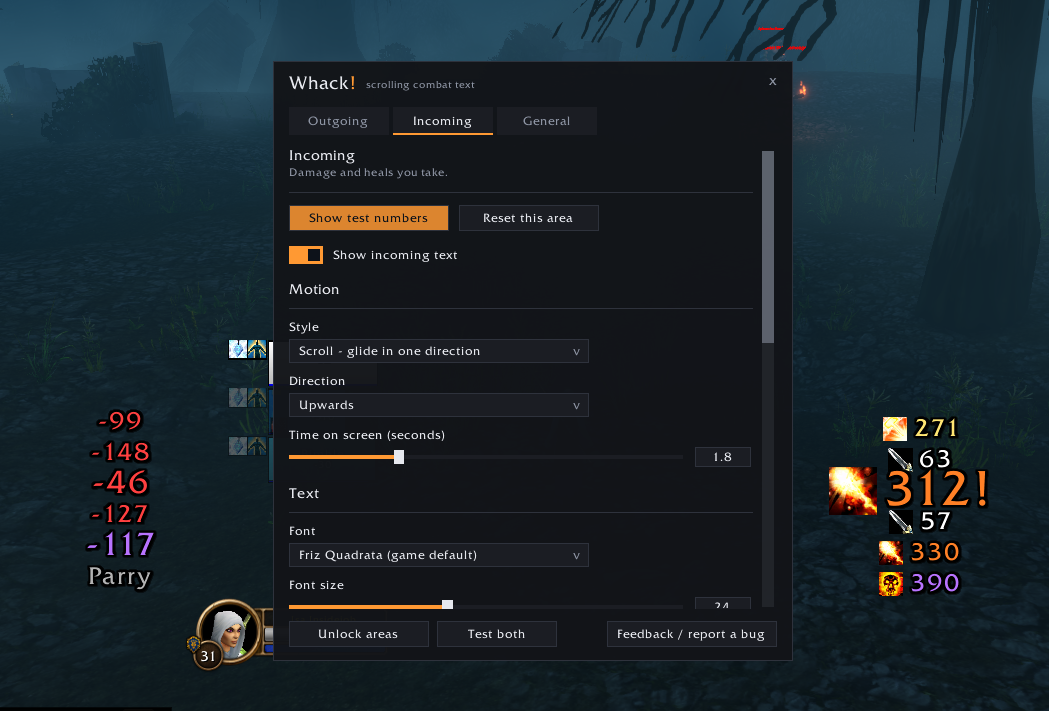 Whack! scrolling combat text x
Outgoing Incoming General
Incoming
Damage and heals you take.
Show test numbers Reset this area
Show incoming text
Motion
Style
Scroll - glide in one direction v
Direction
Upwards v
Time on screen (seconds)
1.8
Text
Font
Friz Quadrata (game default) v
Font size
24
Unlock areas Test both Feedback / report a bug
-99
-148
-46
-127
-117
Parry
31
271
63
312!
57
330
390